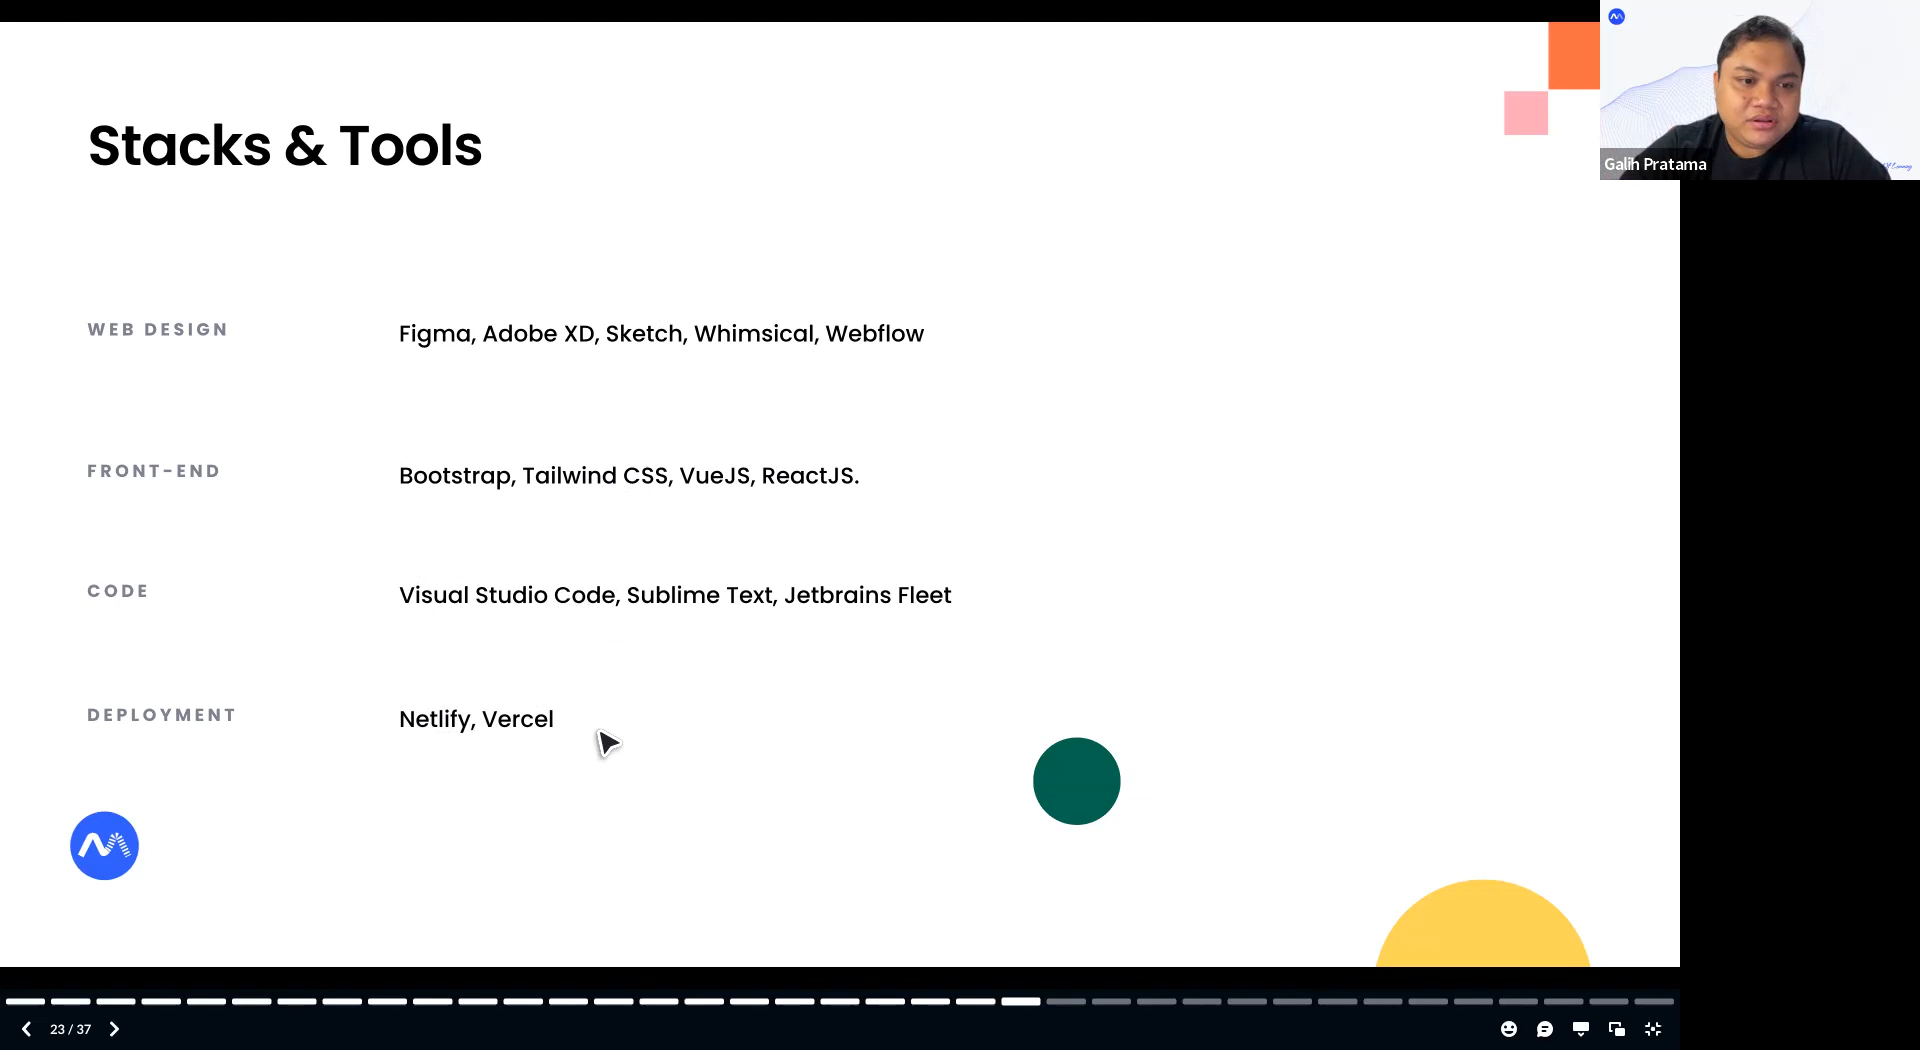 Stacks & Tools
WEB DESIGN
Figma, Adobe XD, Sketch, Whimsical, Webflow
FRONT-END
Bootstrap, Tailwind CSS, VueJS, ReactJS.
CODE
Visual Studio Code, Sublime Text, Jetbrains Fleet
DEPLOYMENT
Netlify, Vercel
Galih Pratama
23 / 37